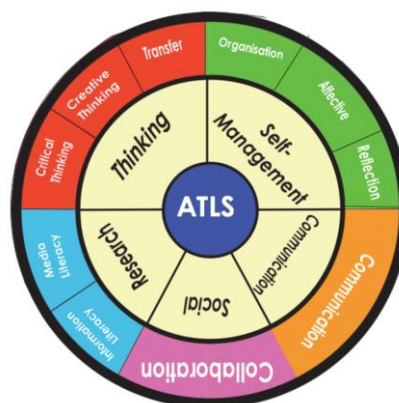 Transfer
Organisation
Affective
Reflection
Communication
Collaboration
Information
Literacy
Media
Literacy
Critical
Thinking
Creative
Thinking
Thinking
Self-
Management
Communication
Social
Research
ATLS